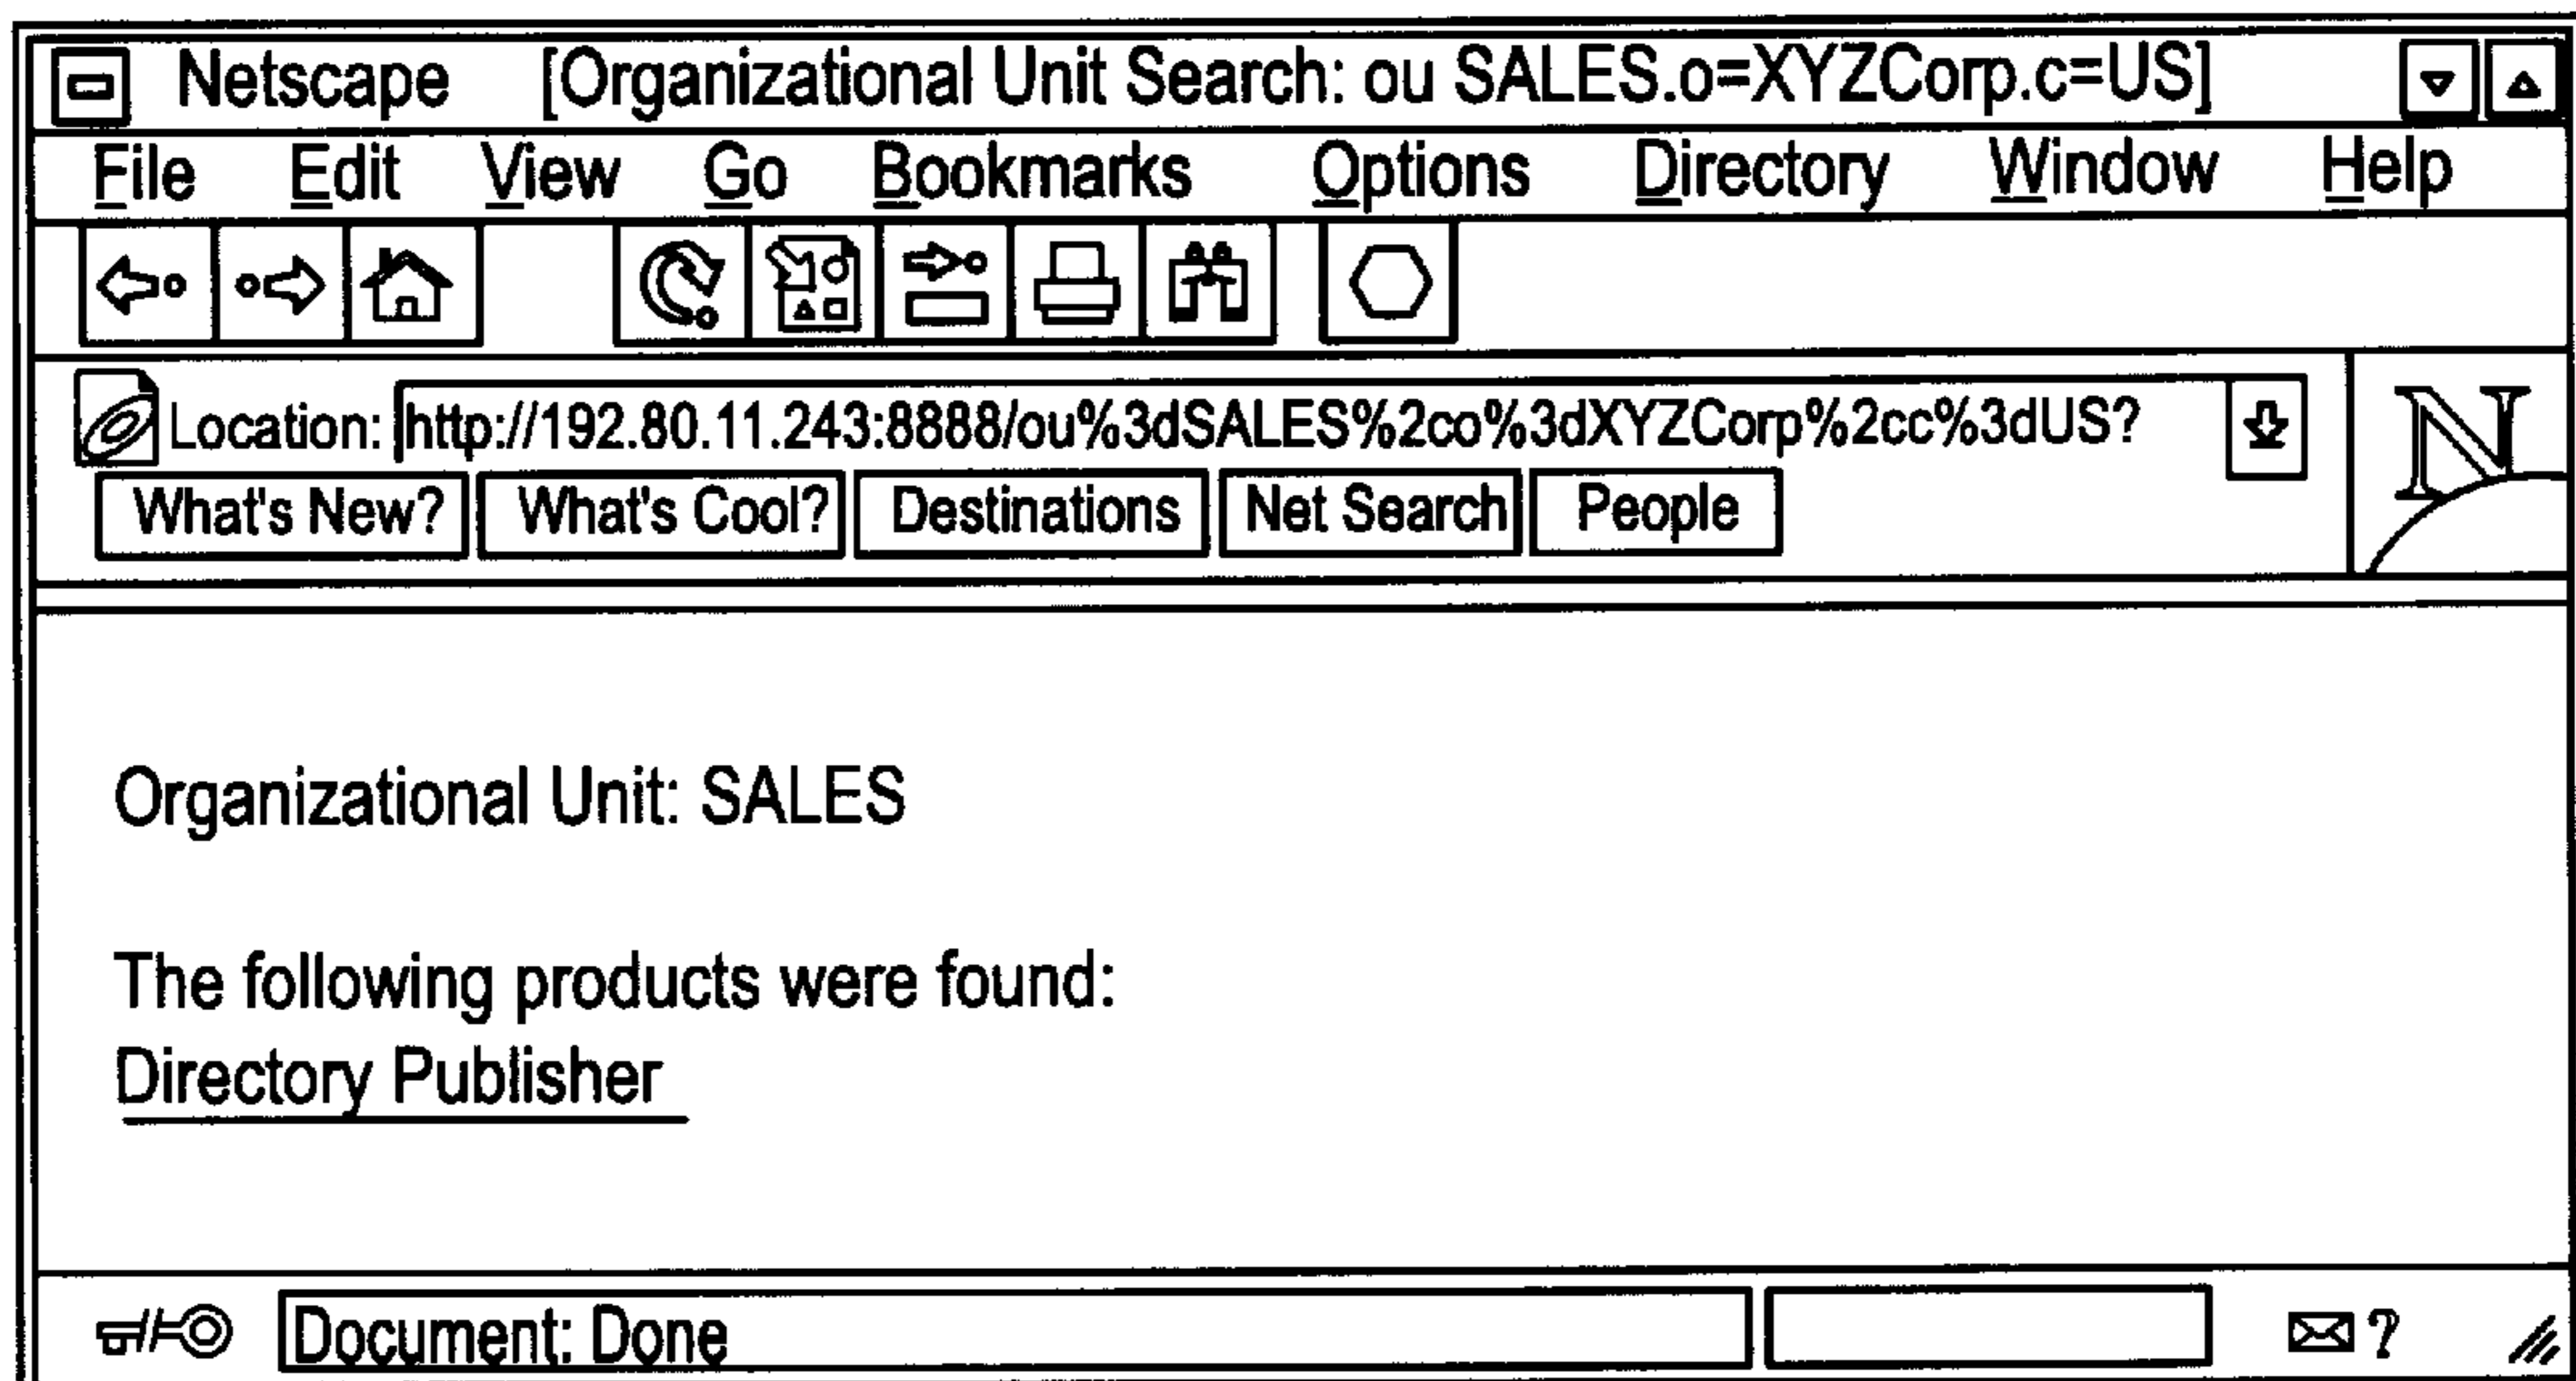 Netscape [Organizational Unit Search: ou SALES.o=XYZCorp.c=US]
File Edit View Go Bookmarks Options Directory Window Help
Location: http://192.80.11.243:8888/ou%3dSALES%2co%3dXYZCorp%2cc%3dUS?
N
What's New? What's Cool? Destinations Net Search People
Organizational Unit: SALES
The following products were found:
Directory Publisher
Document: Done ?